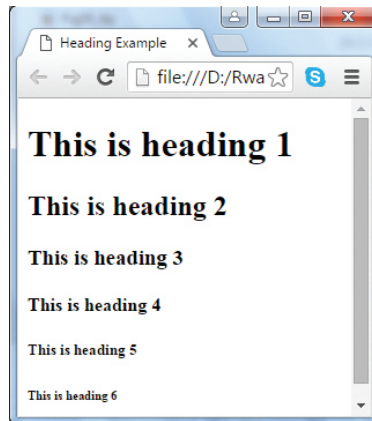 Heading Example
file:///D:/Rwa
This is heading 1
This is heading 2
This is heading 3
This is heading 4
This is heading 5
This is heading 6